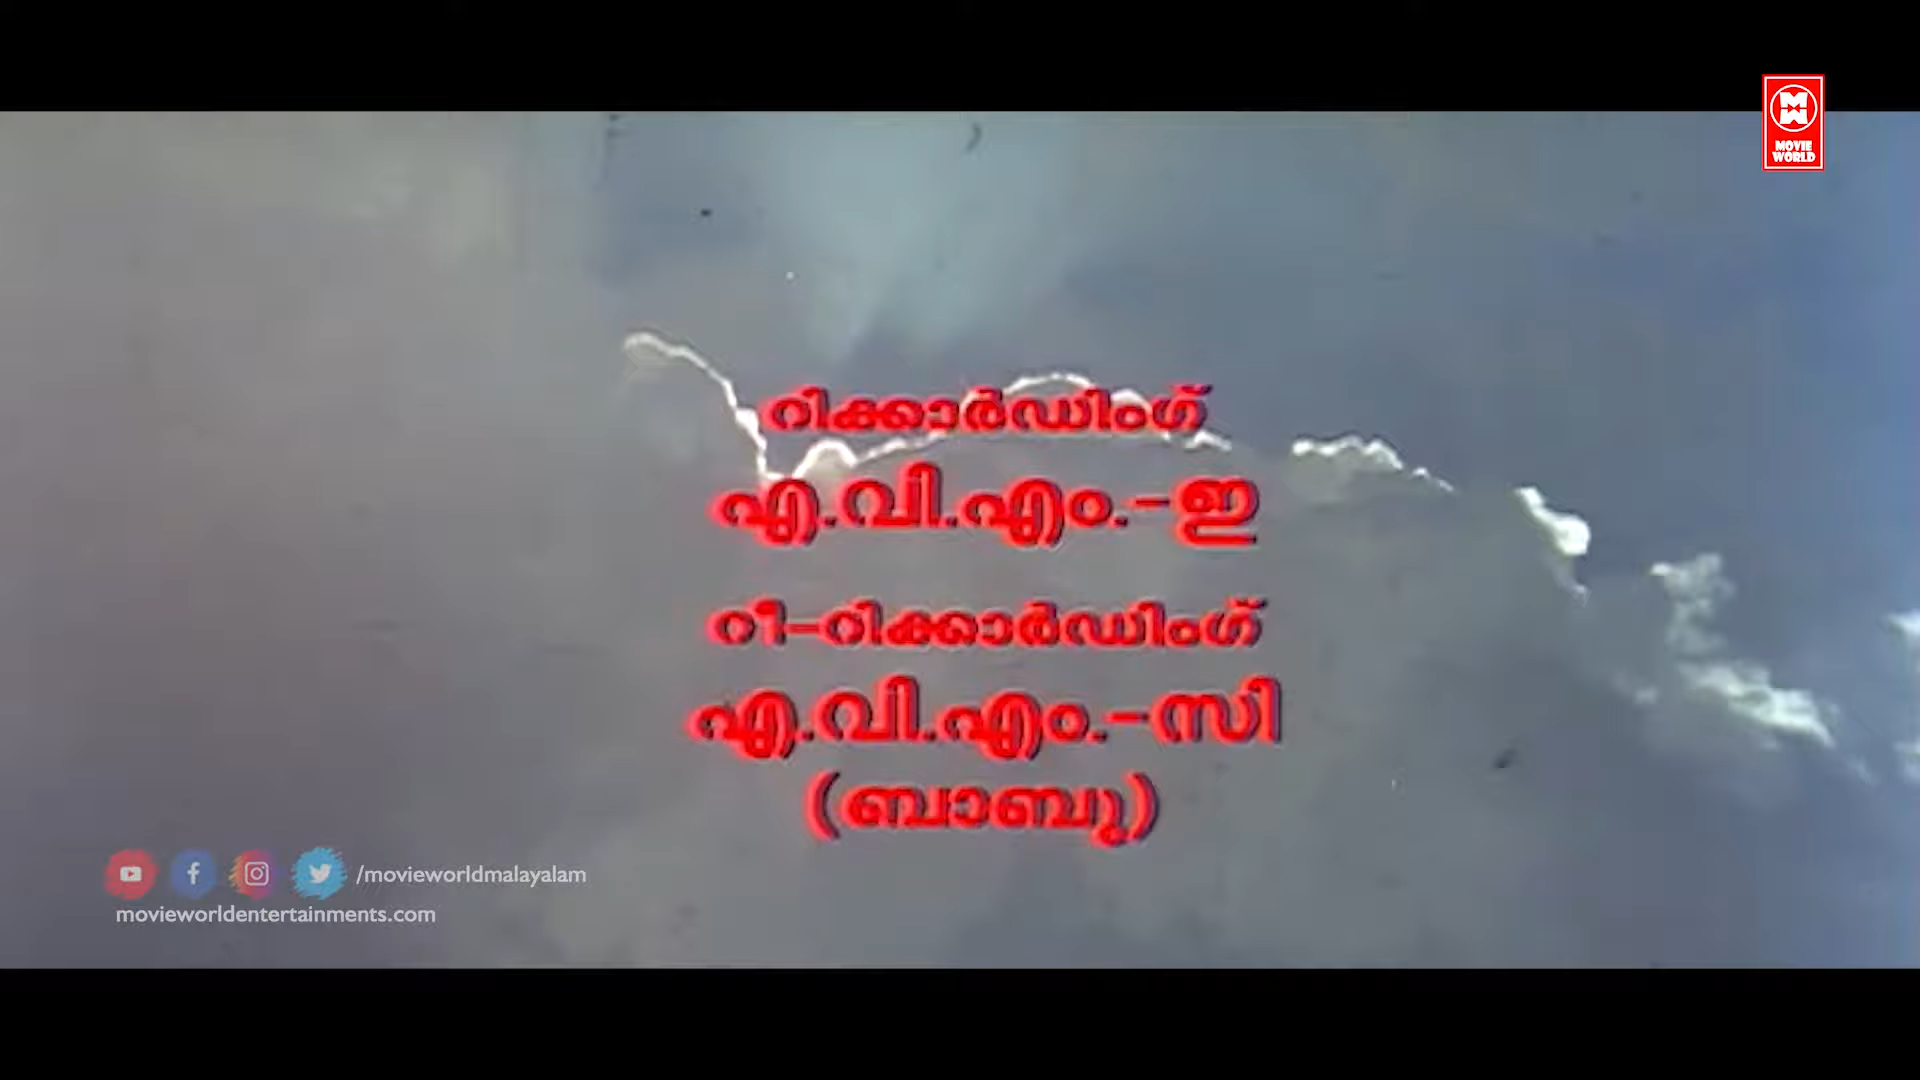 MOVIE
WORLD
റിക്കാർഡിംഗ്
എ.വി.എം.-ഇ
റീ-റിക്കാർഡിംഗ്
എ.വി.എം.-സി
(ബാബു)
/movieworldmalayalam
movieworldentertainments.com